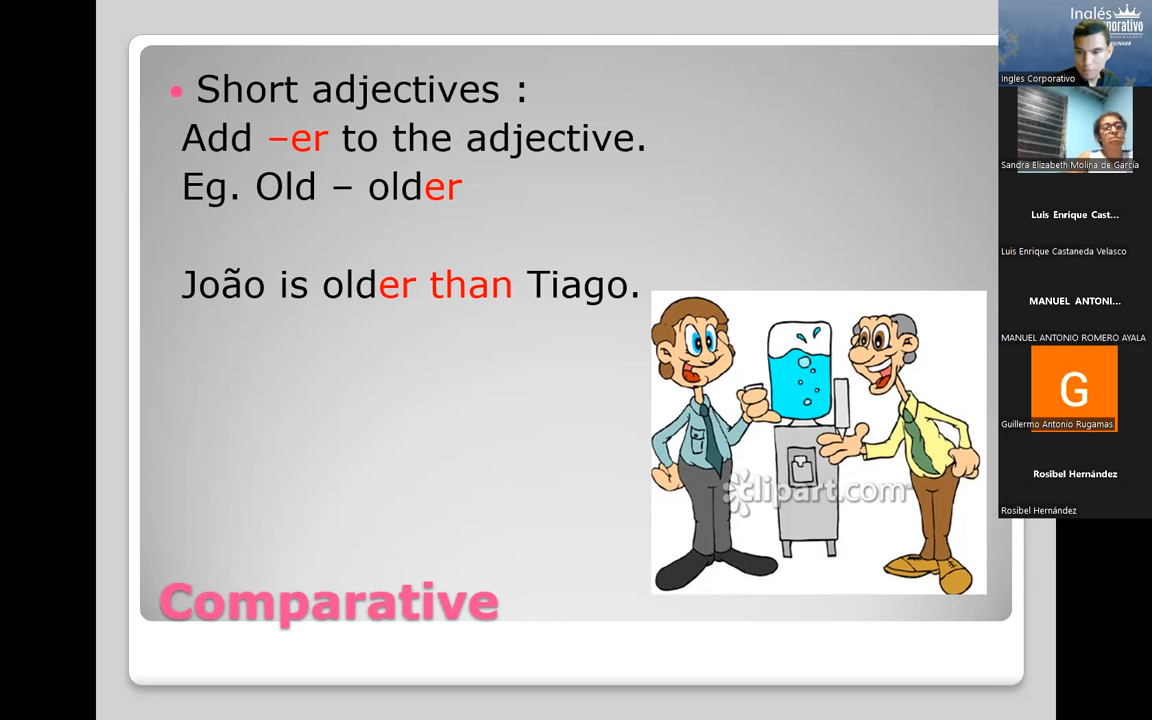 Short adjectives :
Add –er to the adjective.
Eg. Old – older
João is older than Tiago.
clipart.com
Comparative
Inglés
Ingles Corporativo
Sandra Elizabeth Molina de García
Luis Enrique Cast...
Luis Enrique Castaneda Velasco
MANUEL ANTONI...
MANUEL ANTONIO ROMERO AYALA
G
Guillermo Antonio Rugamas
Rosibel Hernández
Rosibel Hernández